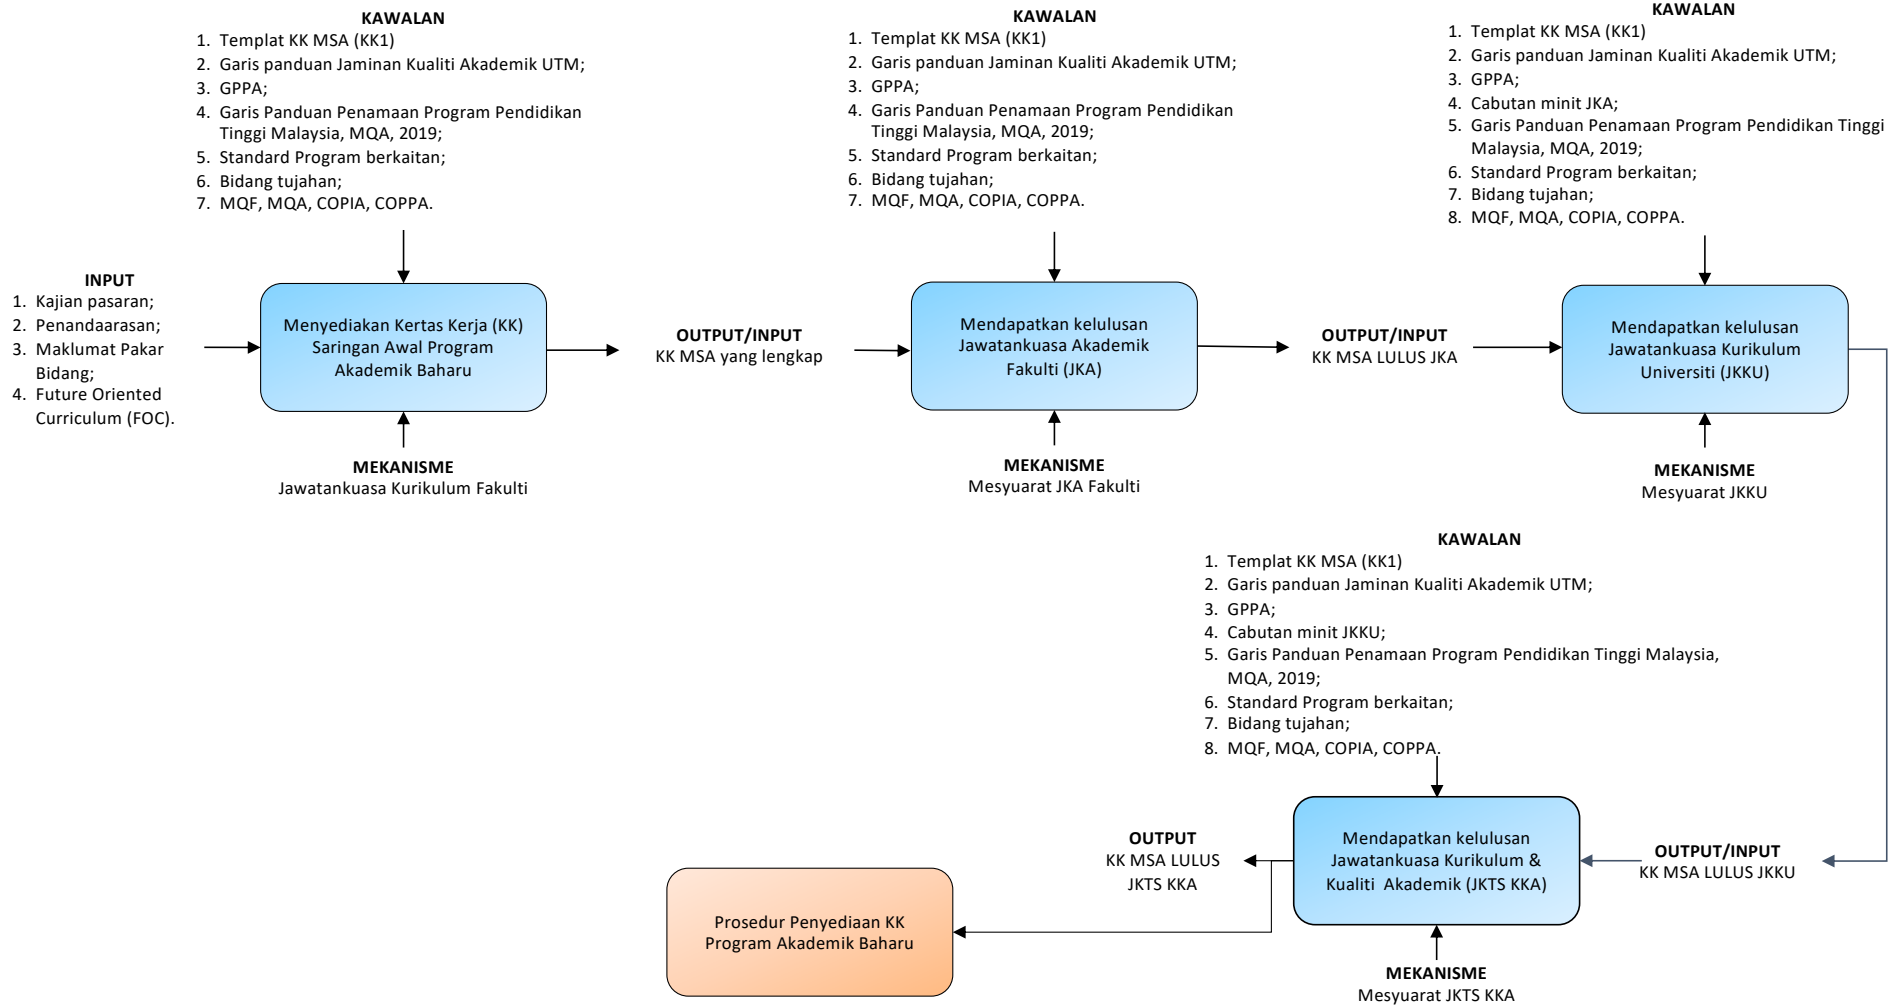 KAWALAN
1. Templat KK MSA (KK1)
2. Garis panduan Jaminan Kualiti Akademik UTM;
3. GPPA;
4. Garis Panduan Penamaan Program Pendidikan
Tinggi Malaysia, MQA, 2019;
5. Standard Program berkaitan;
6. Bidang tujahan;
7. MQF, MQA, COPIA, COPPA.
INPUT
1. Kajian pasaran;
2. Penandaarasan;
3. Maklumat Pakar
Bidang;
4. Future Oriented
Curriculum (FOC).
Menyediakan Kertas Kerja (KK)
Saringan Awal Program
Akademik Baharu
MEKANISME
Jawatankuasa Kurikulum Fakulti
OUTPUT/INPUT
KK MSA yang lengkap
KAWALAN
1. Templat KK MSA (KK1)
2. Garis panduan Jaminan Kualiti Akademik UTM;
3. GPPA;
4. Garis Panduan Penamaan Program Pendidikan
Tinggi Malaysia, MQA, 2019;
5. Standard Program berkaitan;
6. Bidang tujahan;
7. MQF, MQA, COPIA, COPPA.
Mendapatkan kelulusan
Jawatankuasa Akademik
Fakulti (JKA)
MEKANISME
Mesyuarat JKA Fakulti
OUTPUT/INPUT
KK MSA LULUS JKA
KAWALAN
1. Templat KK MSA (KK1)
2. Garis panduan Jaminan Kualiti Akademik UTM;
3. GPPA;
4. Cabutan minit JKA;
5. Garis Panduan Penamaan Program Pendidikan Tinggi
Malaysia, MQA, 2019;
6. Standard Program berkaitan;
7. Bidang tujahan;
8. MQF, MQA, COPIA, COPPA.
Mendapatkan kelulusan
Jawatankuasa Kurikulum
Universiti (JKKU)
MEKANISME
Mesyuarat JKKU
KAWALAN
1. Templat KK MSA (KK1)
2. Garis panduan Jaminan Kualiti Akademik UTM;
3. GPPA;
4. Cabutan minit JKKU;
5. Garis Panduan Penamaan Program Pendidikan Tinggi Malaysia,
MQA, 2019;
6. Standard Program berkaitan;
7. Bidang tujahan;
8. MQF, MQA, COPIA, COPPA.
OUTPUT/INPUT
KK MSA LULUS JKKU
Mendapatkan kelulusan
Jawatankuasa Kurikulum &
Kualiti Akademik (JKTS KKA)
MEKANISME
Mesyuarat JKTS KKA
OUTPUT
KK MSA LULUS
JKTS KKA
Prosedur Penyediaan KK
Program Akademik Baharu